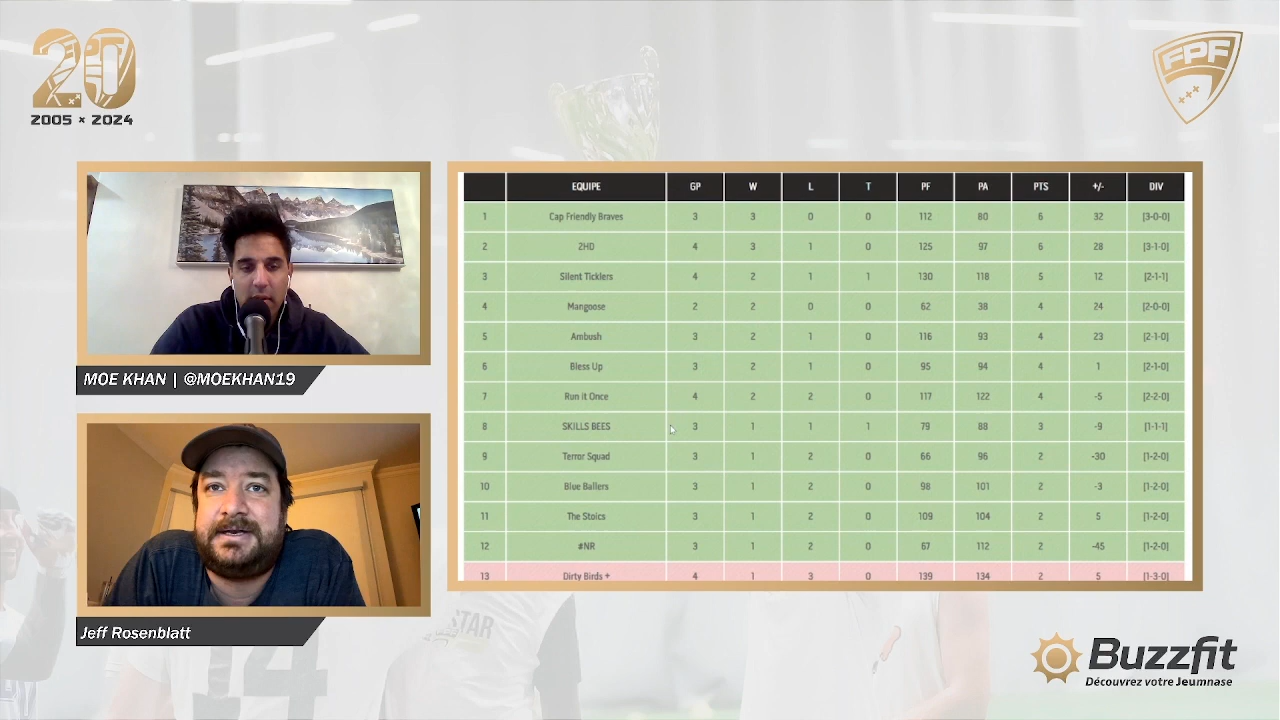 20
2005 × 2024
FPF
MOE KHAN | @MOEKHAN19
Jeff Rosenblatt
EQUIPE GP W L T PF PA PTS +/- DIV
1 Cap Friendly Braves 3 3 0 0 112 80 6 32 [3-0-0]
2 2HD 4 3 1 0 125 97 6 28 [3-1-0]
3 Silent Ticklers 4 2 1 1 130 118 5 12 [2-1-1]
4 Mangoose 2 2 0 0 62 38 4 24 [2-0-0]
5 Ambush 3 2 1 0 116 93 4 23 [2-1-0]
6 Bless Up 3 2 1 0 95 94 4 1 [2-1-0]
7 Run it Once 4 2 2 0 117 122 4 -5 [2-2-0]
8 SKILLS BEES 3 1 1 1 79 88 3 -9 [1-1-1]
9 Terror Squad 3 1 2 0 66 96 2 -30 [1-2-0]
10 Blue Ballers 3 1 2 0 98 101 2 -3 [1-2-0]
11 The Stoics 3 1 2 0 109 104 2 5 [1-2-0]
12 #NR 3 1 2 0 67 112 2 -45 [1-2-0]
13 Dirty Birds + 4 1 3 0 139 134 2 5 [1-3-0]
STAR
14
Buzzfit
Découvrez votre Jeumnase